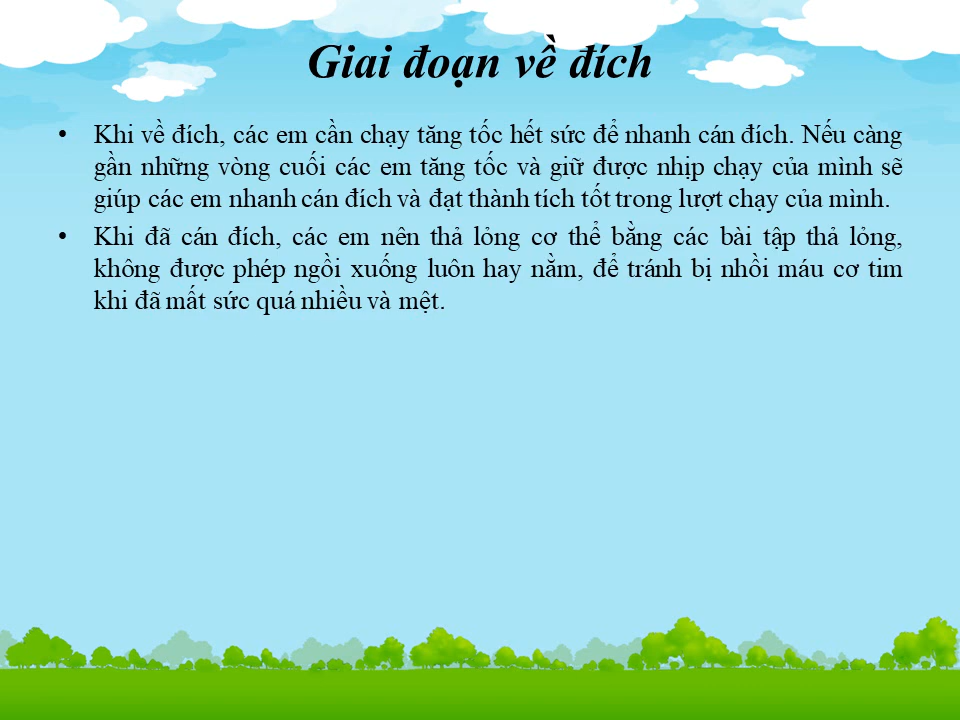 Giai đoạn về đích
• Khi về đích, các em cần chạy tăng tốc hết sức để nhanh cán đích. Nếu càng
gần những vòng cuối các em tăng tốc và giữ được nhịp chạy của mình sẽ
giúp các em nhanh cán đích và đạt thành tích tốt trong lượt chạy của mình.
• Khi đã cán đích, các em nên thả lỏng cơ thể bằng các bài tập thả lỏng,
không được phép ngồi xuống luôn hay nằm, để tránh bị nhồi máu cơ tim
khi đã mất sức quá nhiều và mệt.